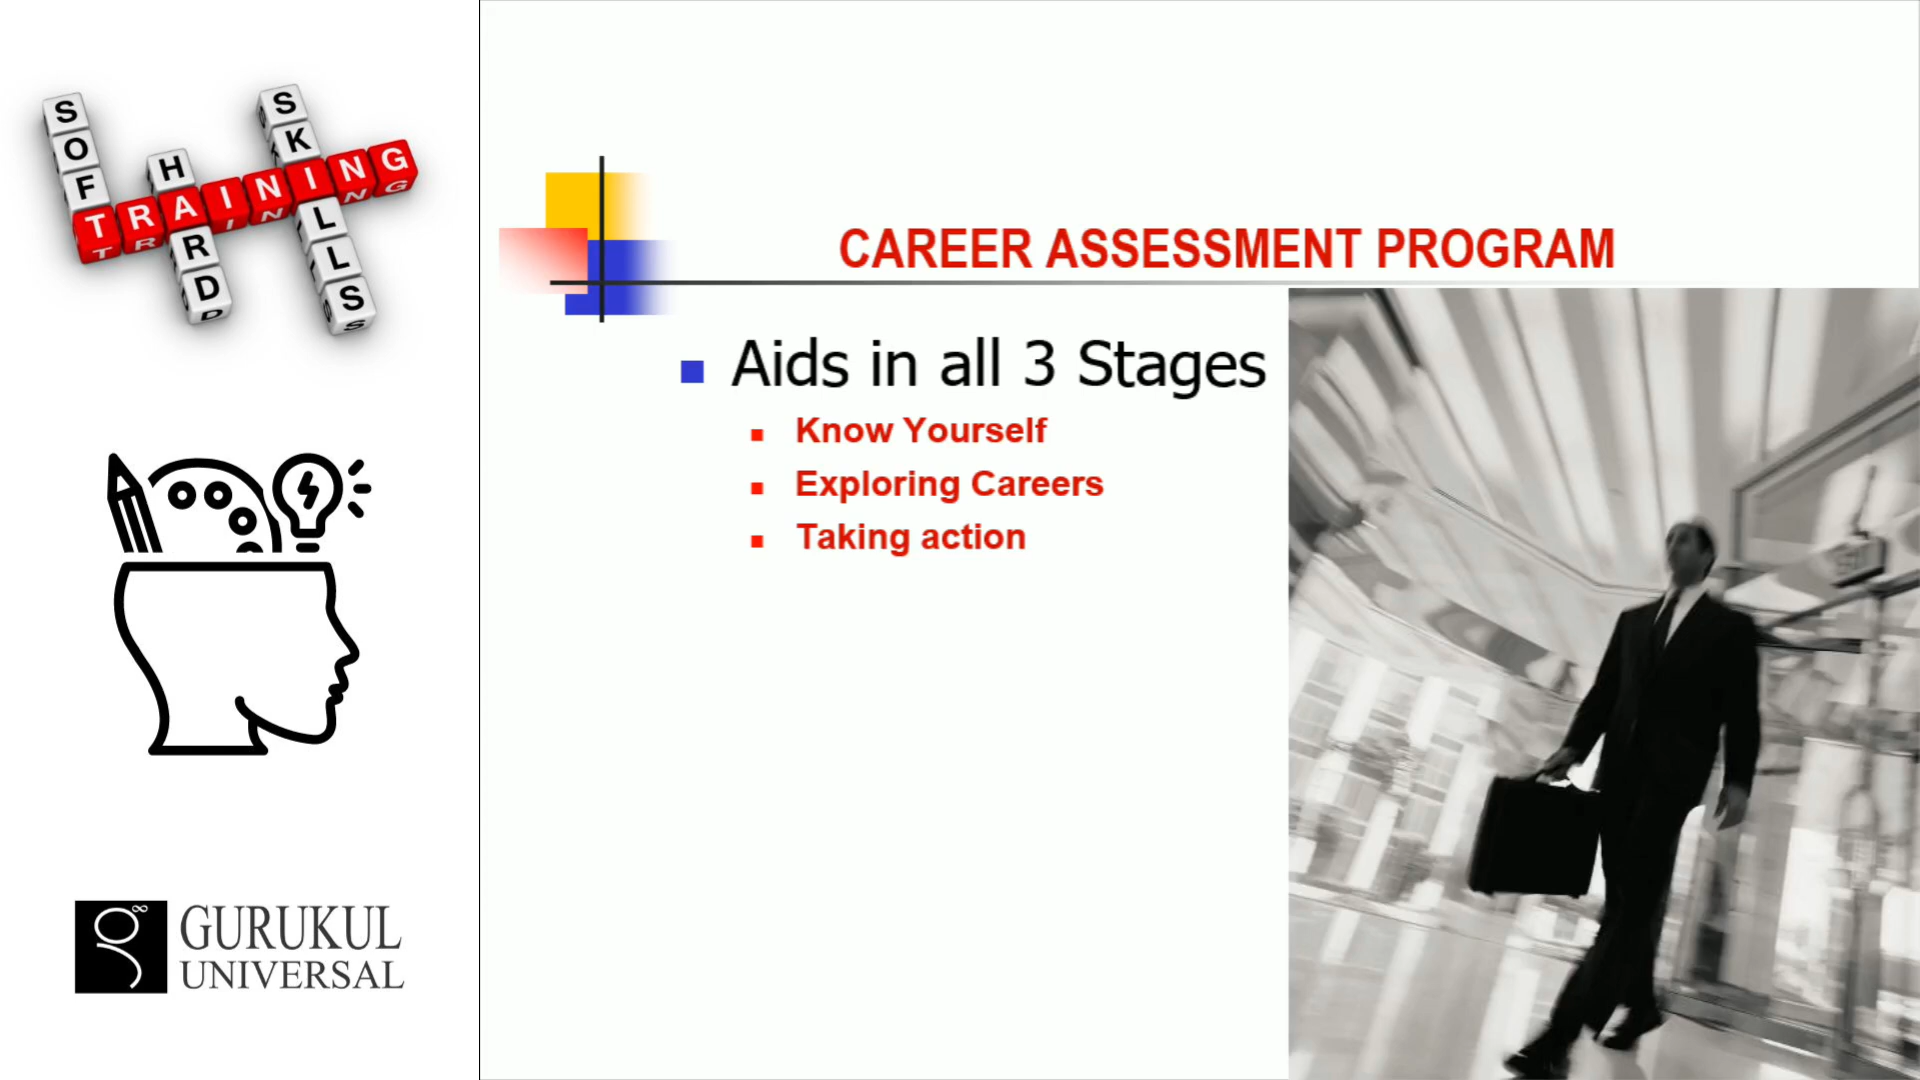 SOFT
HARD
SKILLS
TRAINING
GURUKUL
UNIVERSAL
CAREER ASSESSMENT PROGRAM
Aids in all 3 Stages
Know Yourself
Exploring Careers
Taking action